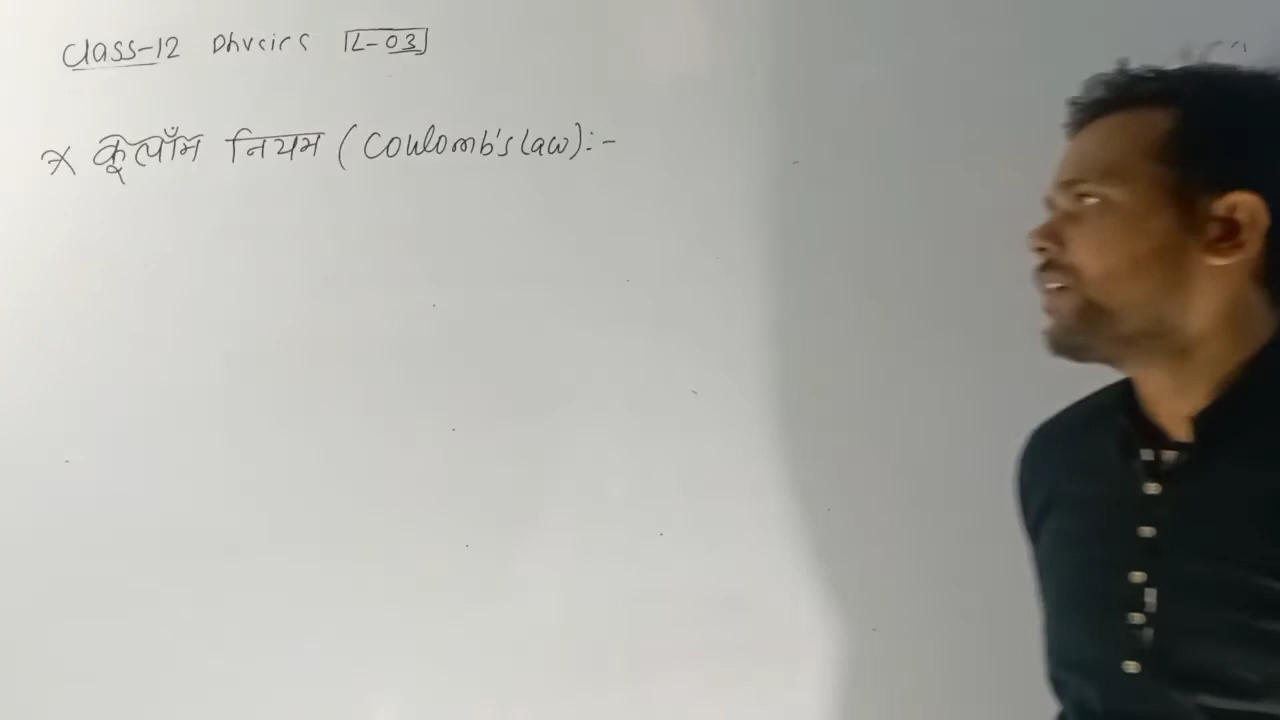 Class-12 Physics L-03
* कूलॉम नियम (Coulomb's law):-